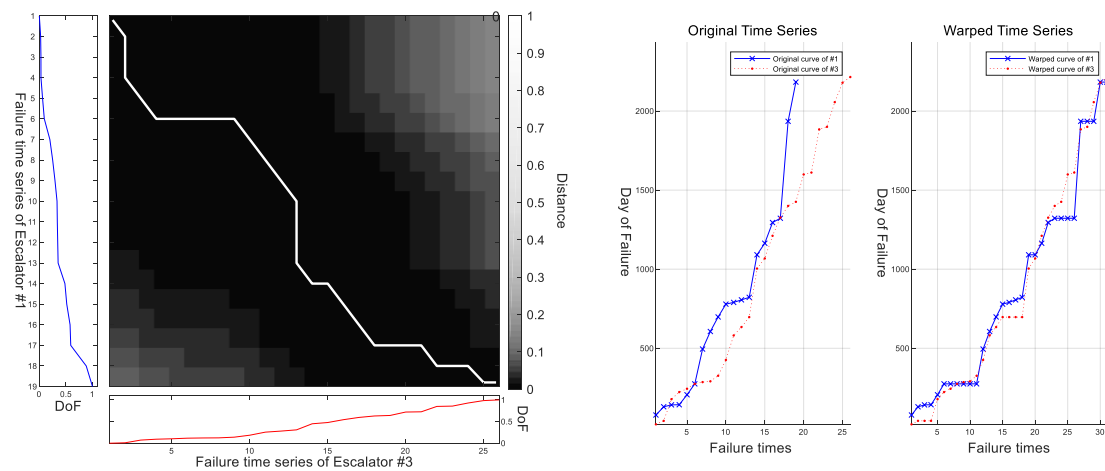 1
2
3
4
5
6
7
8
9
10
11
12
13
14
15
16
17
18
19
Failure time series of Escalator #1
0 0.5 1
DoF
0
1
0.9
0.8
0.7
0.6
0.5
0.4
0.3
0.2
0.1
0
Distance
1
0.5
0
DoF
5 10 15 20 25
Failure time series of Escalator #3
Original Time Series
Original curve of #1
Original curve of #3
2000
1500
1000
500
Day of Failure
5 10 15 20 25
Failure times
Warped Time Series
Warped curve of #1
Warped curve of #3
2000
1500
1000
500
Day of Failure
5 10 15 20 25 30
Failure times